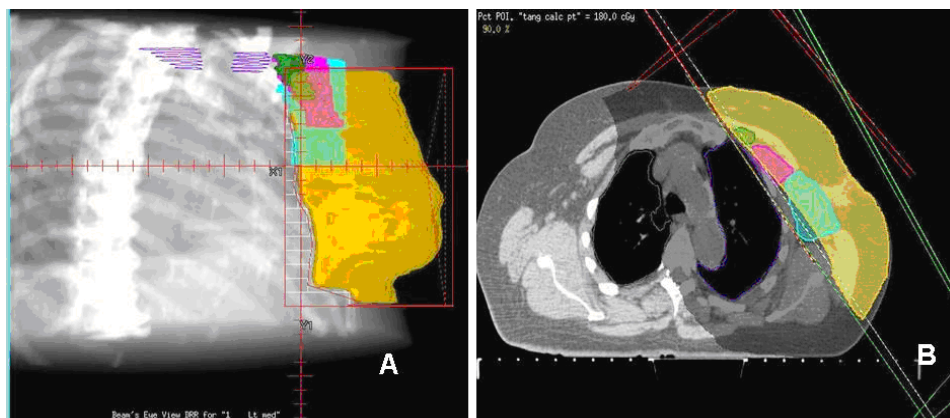 Pct POI, "tang calc pt" = 180.0 cGy
90.0 %
Y2
X1
Y1
A
B
Beam's Eye View DRR for "1 Lt med"